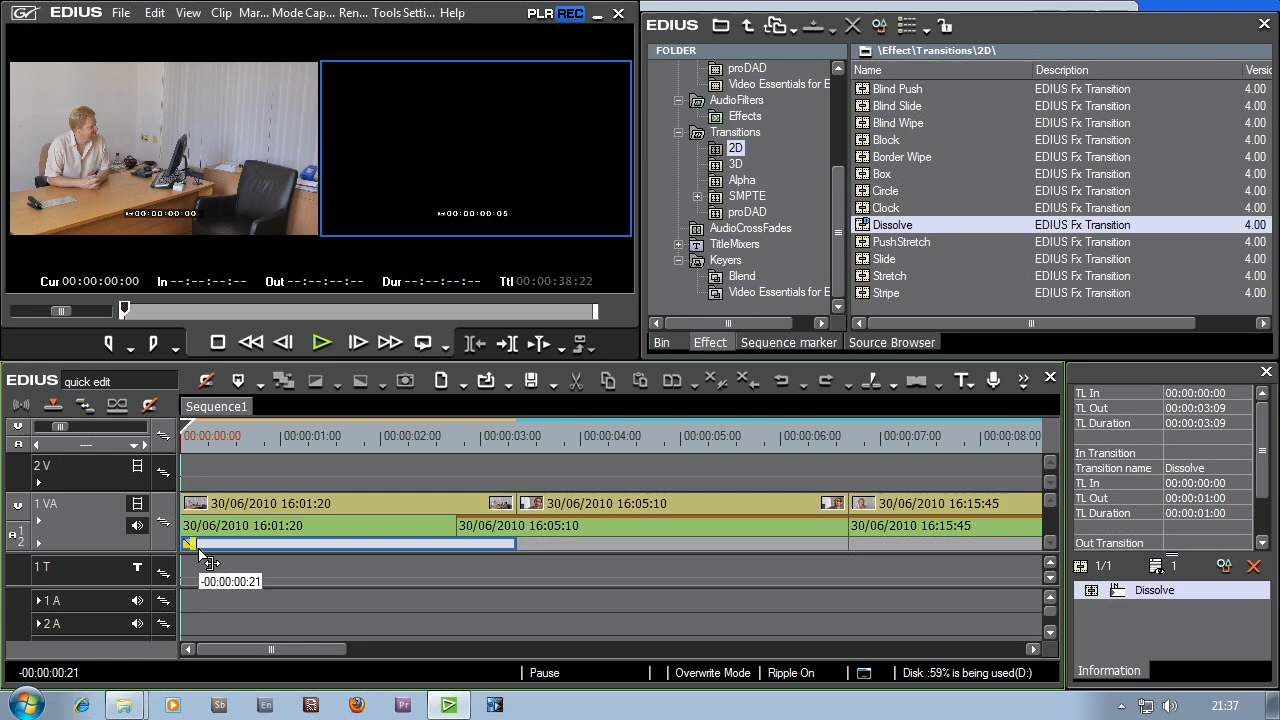 EDIUS File Edit View Clip Mar... Mode Cap... Ren... Tools Setti... Help PLR REC
00:00:00:00
00:00:00:05
Cur 00:00:00:00 In --:--:--:-- Out --:--:--:-- Dur --:--:--:-- Ttl 00:00:38:22
EDIUS
FOLDER
proDAD
Video Essentials for E
AudioFilters
Effects
Transitions
2D
3D
Alpha
SMPTE
proDAD
AudioCrossFades
TitleMixers
Keyers
Blend
Video Essentials for E
\Effect\Transitions\2D\
Name Description Versic
Blind Push EDIUS Fx Transition 4.00
Blind Slide EDIUS Fx Transition 4.00
Blind Wipe EDIUS Fx Transition 4.00
Block EDIUS Fx Transition 4.00
Border Wipe EDIUS Fx Transition 4.00
Box EDIUS Fx Transition 4.00
Circle EDIUS Fx Transition 4.00
Clock EDIUS Fx Transition 4.00
Dissolve EDIUS Fx Transition 4.00
PushStretch EDIUS Fx Transition 4.00
Slide EDIUS Fx Transition 4.00
Stretch EDIUS Fx Transition 4.00
Stripe EDIUS Fx Transition 4.00
Bin Effect Sequence marker Source Browser
EDIUS quick edit
Sequence1
00:00:00:00 00:00:01:00 00:00:02:00 00:00:03:00 00:00:04:00 00:00:05:00 00:00:06:00 00:00:07:00 00:00:08:00
2 V
1 VA 30/06/2010 16:01:20 30/06/2010 16:05:10 30/06/2010 16:15:45
1 2 30/06/2010 16:01:20 30/06/2010 16:05:10 30/06/2010 16:15:45
1 T T
-00:00:00:21
1 A
2 A
-00:00:00:21 Pause Overwrite Mode Ripple On Disk :59% is being used(D:)
TL In 00:00:00:00
TL Out 00:00:03:09
TL Duration 00:00:03:09
In Transition
Transition name Dissolve
TL In 00:00:00:00
TL Out 00:00:01:00
TL Duration 00:00:01:00
Out Transition
1/1 1
Dissolve
Information
Sb En Pr 21:37